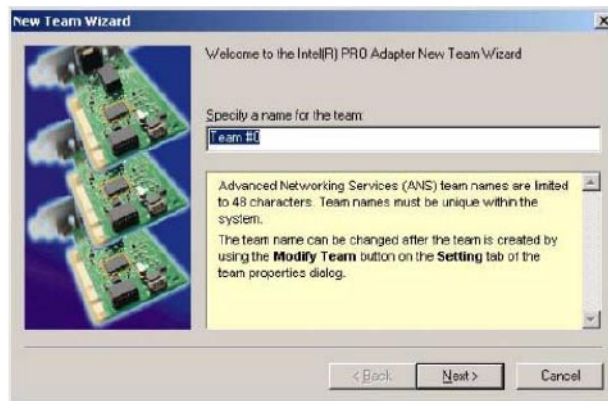 New Team Wizard
Welcome to the Intel(R) PRO Adapter New Team Wizard
Specify a name for the team:
Team #0
Advanced Networking Services (ANS) team names are limited
to 48 characters. Team names must be unique within the
system.
The team name can be changed after the team is created by
using the Modify Team button on the Setting tab of the
team properties dialog.
< Back
Next >
Cancel